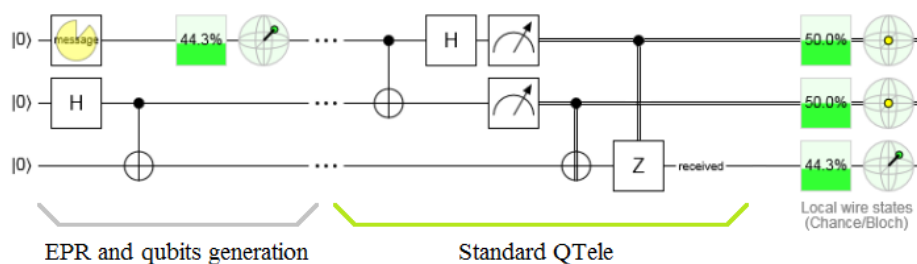 |0⟩ message 44.3% ... H 50.0%
|0⟩ H ... 50.0%
|0⟩ ... Z received 44.3%
Local wire states
(Chance/Bloch)
EPR and qubits generation Standard QTele